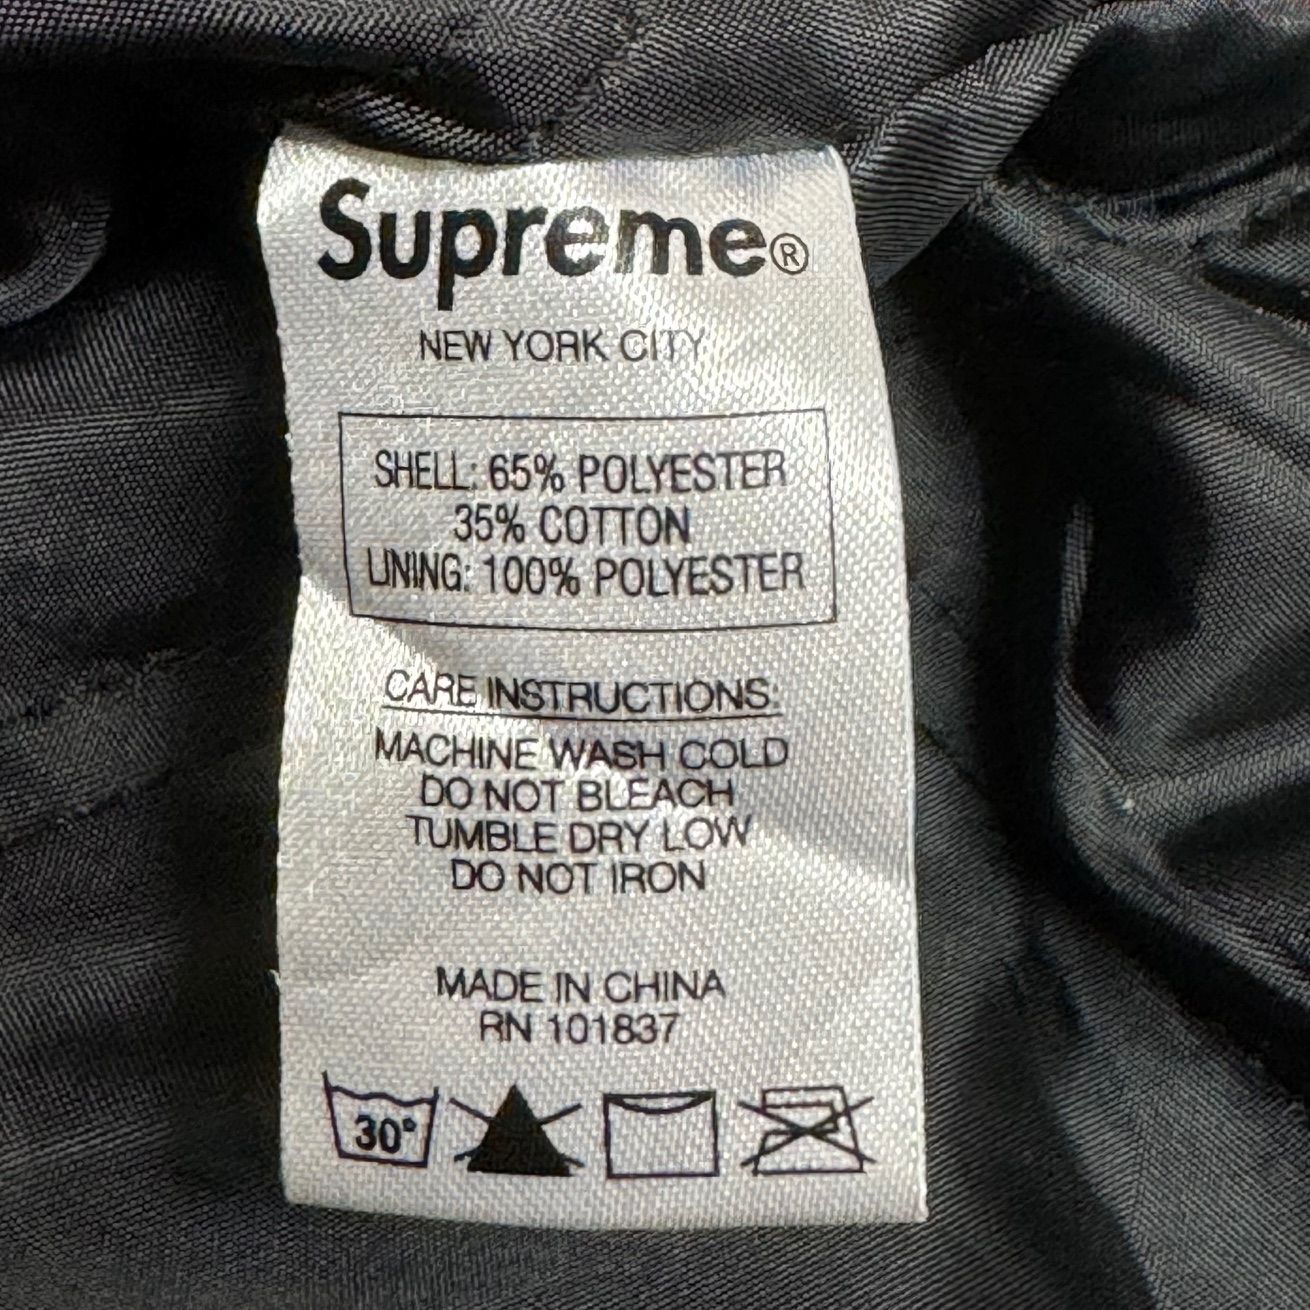 Supreme®
NEW YORK CITY
SHELL: 65% POLYESTER
35% COTTON
LINING: 100% POLYESTER
CARE INSTRUCTIONS:
MACHINE WASH COLD
DO NOT BLEACH
TUMBLE DRY LOW
DO NOT IRON
MADE IN CHINA
RN 101837
30°